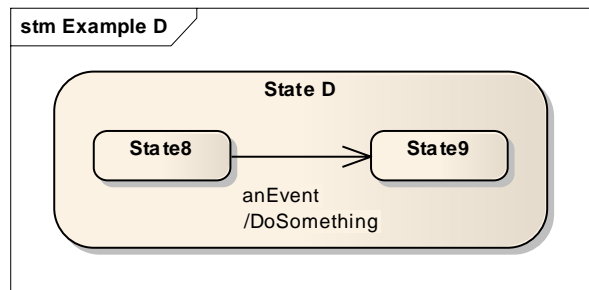 stm Example D
State D
State8
State9
anEvent
/DoSomething